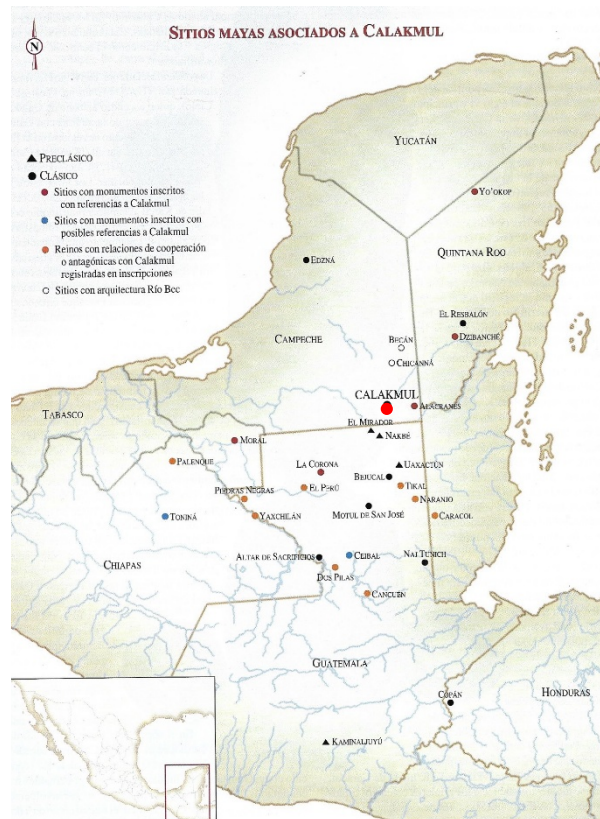 SITIOS MAYAS ASOCIADOS A CALAKMUL
N
YUCATÁN
PRECLÁSICO
CLÁSICO
Sitios con monumentos inscritos
con referencias a Calakmul
Sitios con monumentos inscritos con
posibles referencias a Calakmul
Reinos con relaciones de cooperación
o antagónicas con Calakmul
registradas en inscripciones
Sitios con arquitectura Río Bec
YO'OKOP
QUINTANA ROO
EDZNÁ
EL RESBALÓN
DZIBANCHÉ
CAMPECHE
BECÁN
CHICANNÁ
CALAKMUL
ALACRANES
TABASCO
EL MIRADOR
NAKBÉ
MORAL
PALENQUE
LA CORONA
UAXACTÚN
BEJUCAL
TIKAL
EL PERÚ
PIEDRAS NEGRAS
NARANJO
TONINÁ
YAXCHILÁN
MOTUL DE SAN JOSÉ
CARACOL
ALTAR DE SACRIFICIOS
CEIBAL
NAJ TUNICH
CHIAPAS
DOS PILAS
CANCUÉN
GUATEMALA
COPÁN
HONDURAS
KAMINALJUYÚ